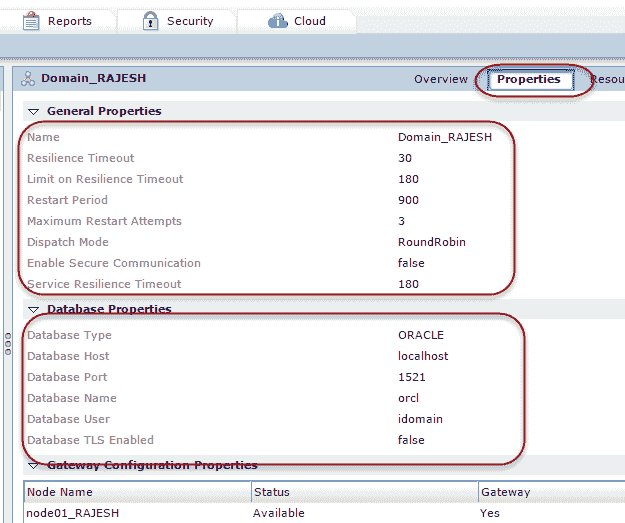 Reports Security Cloud
Domain_RAJESH Overview Properties Resou
General Properties
Name Domain_RAJESH
Resilience Timeout 30
Limit on Resilience Timeout 180
Restart Period 900
Maximum Restart Attempts 3
Dispatch Mode RoundRobin
Enable Secure Communication false
Service Resilience Timeout 180
Database Properties
Database Type ORACLE
Database Host localhost
Database Port 1521
Database Name orcl
Database User idomain
Database TLS Enabled false
Gateway Configuration Properties
Node Name Status Gateway
node01_RAJESH Available Yes